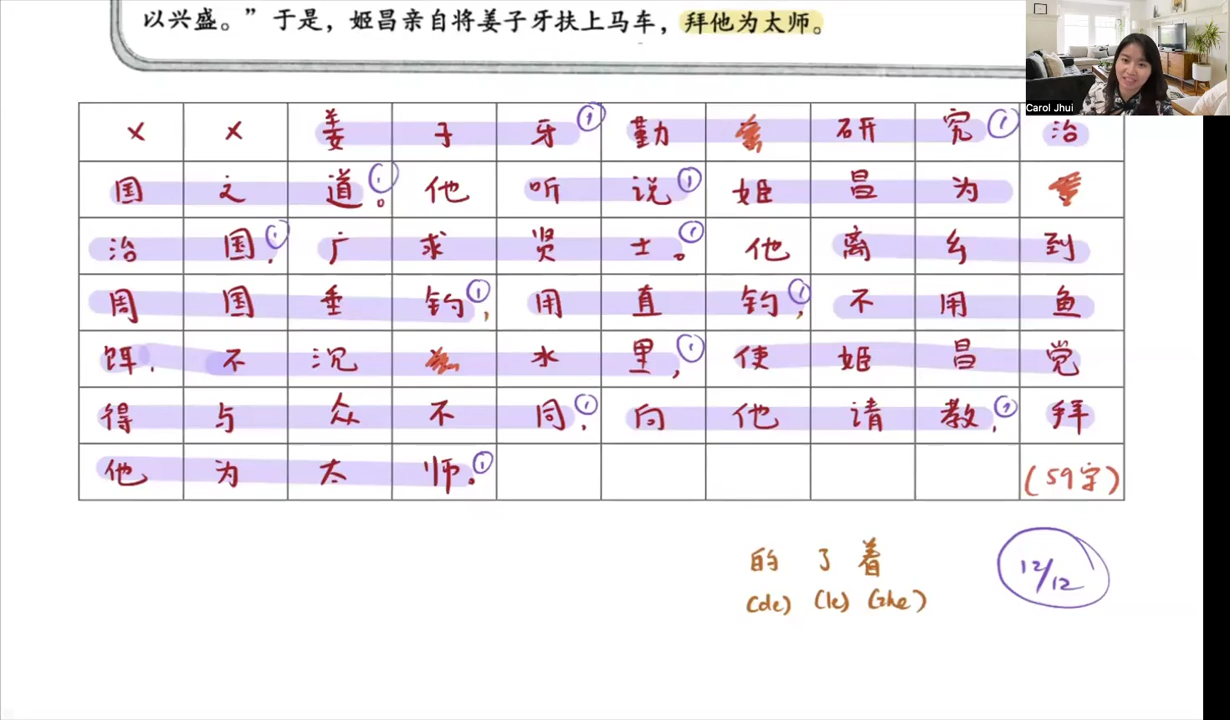 以兴盛。”于是，姬昌亲自将姜子牙扶上马车，拜他为太师。
Carol Jhui
× × 姜子牙① 勤 研究① 治
国之道。① 他听说① 姬昌为
治国，① 广求贤士。① 他离乡到
周国垂钓，① 用直钓，① 不用鱼
饵，不沉 水里，① 使姬昌觉
得与众不同，① 向他请教，① 拜
他为太师。①
(59字)
的 了 着
(de) (le) (zhe)
12/12